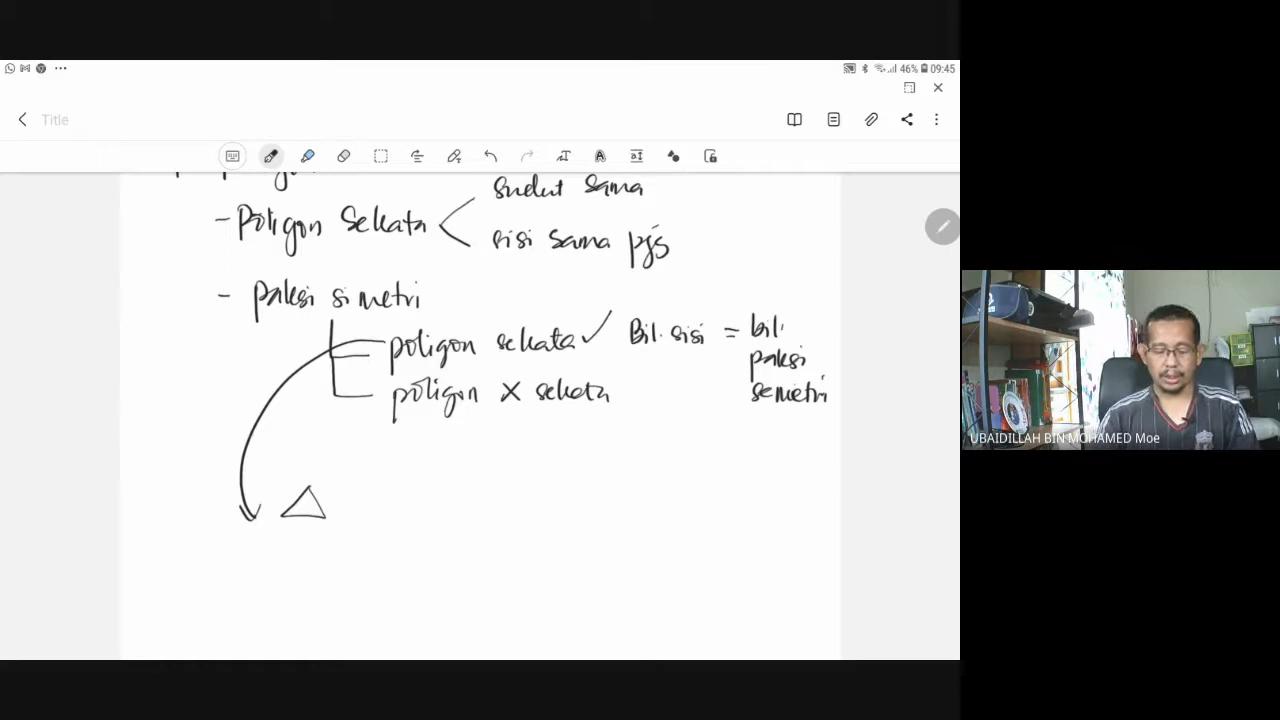 46% 09:45
Title
sudut sama
- Poligon Sekata
sisi sama pjg
- paksi simetri
poligon sekata ✓ Bil. sisi = bil.
paksi
poligon X sekata
semetri
UBAIDILLAH BIN MOHAMED Moe